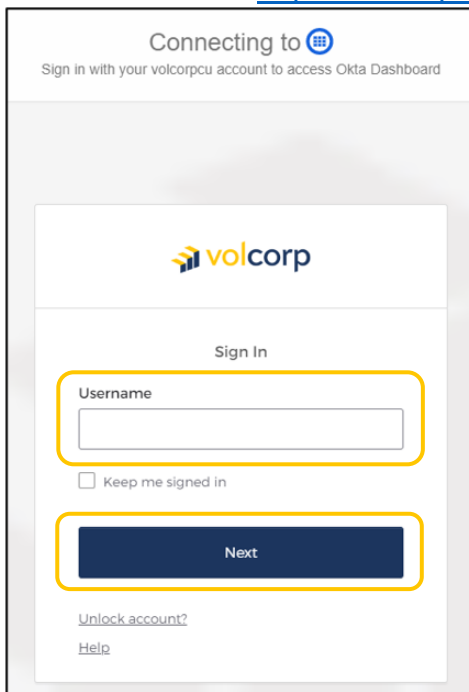 Connecting to
Sign in with your volcorpcu account to access Okta Dashboard
volcorp
Sign In
Username
Keep me signed in
Next
Unlock account?
Help